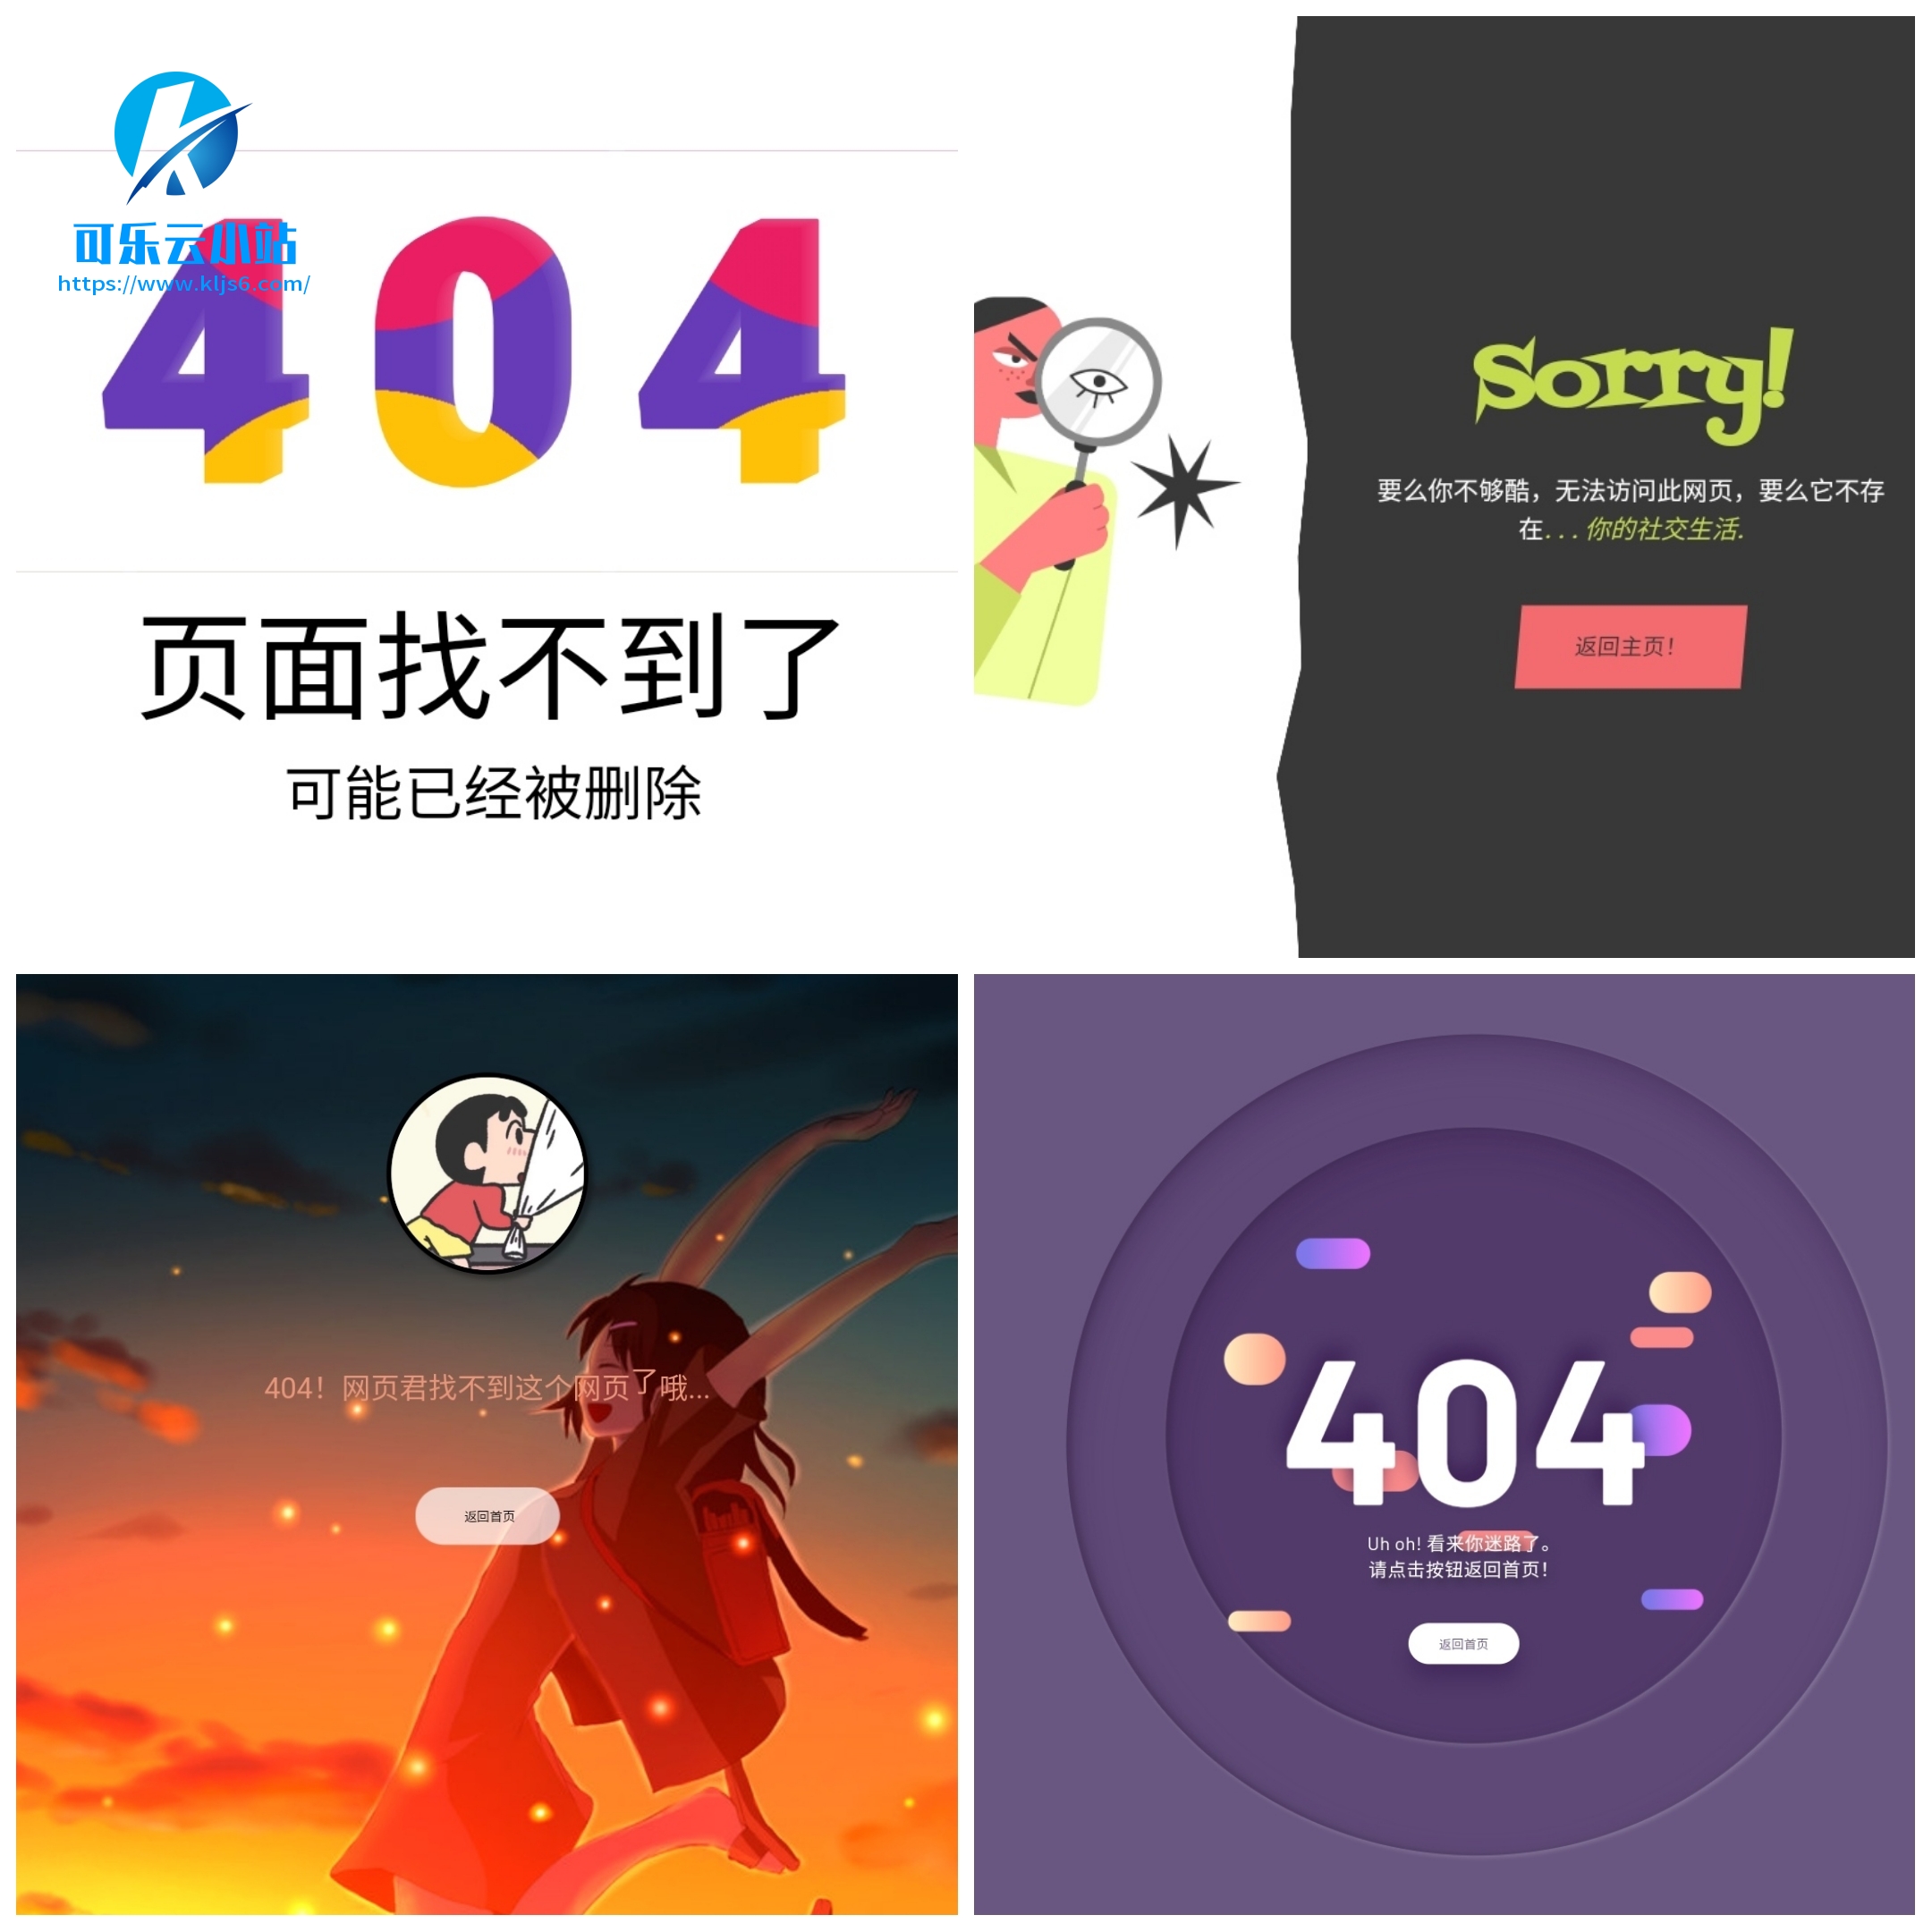 可乐云小站
https://www.kljs6.com/
404
页面找不到了
可能已经被删除
Sorry!
要么你不够酷，无法访问此网页，要么它不存
在... 你的社交生活.
返回主页！
404！网页君找不到这个网页了哦...
返回首页
404
Uh oh! 看来你迷路了。
请点击按钮返回首页！
返回首页